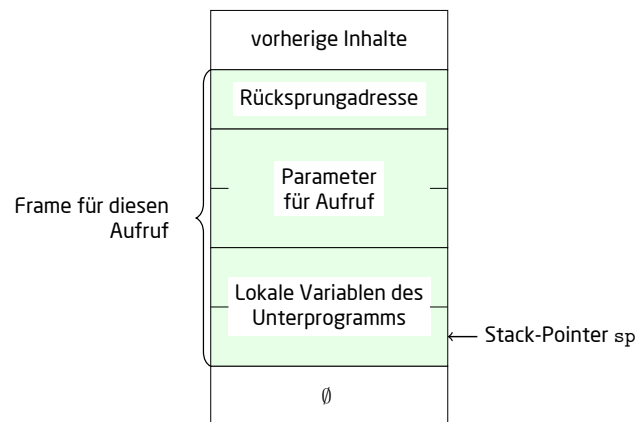 vorherige Inhalte
Rücksprungadresse
Parameter
für Aufruf
Frame für diesen
Aufruf
Lokale Variablen des
Unterprogramms
Stack-Pointer sp
∅